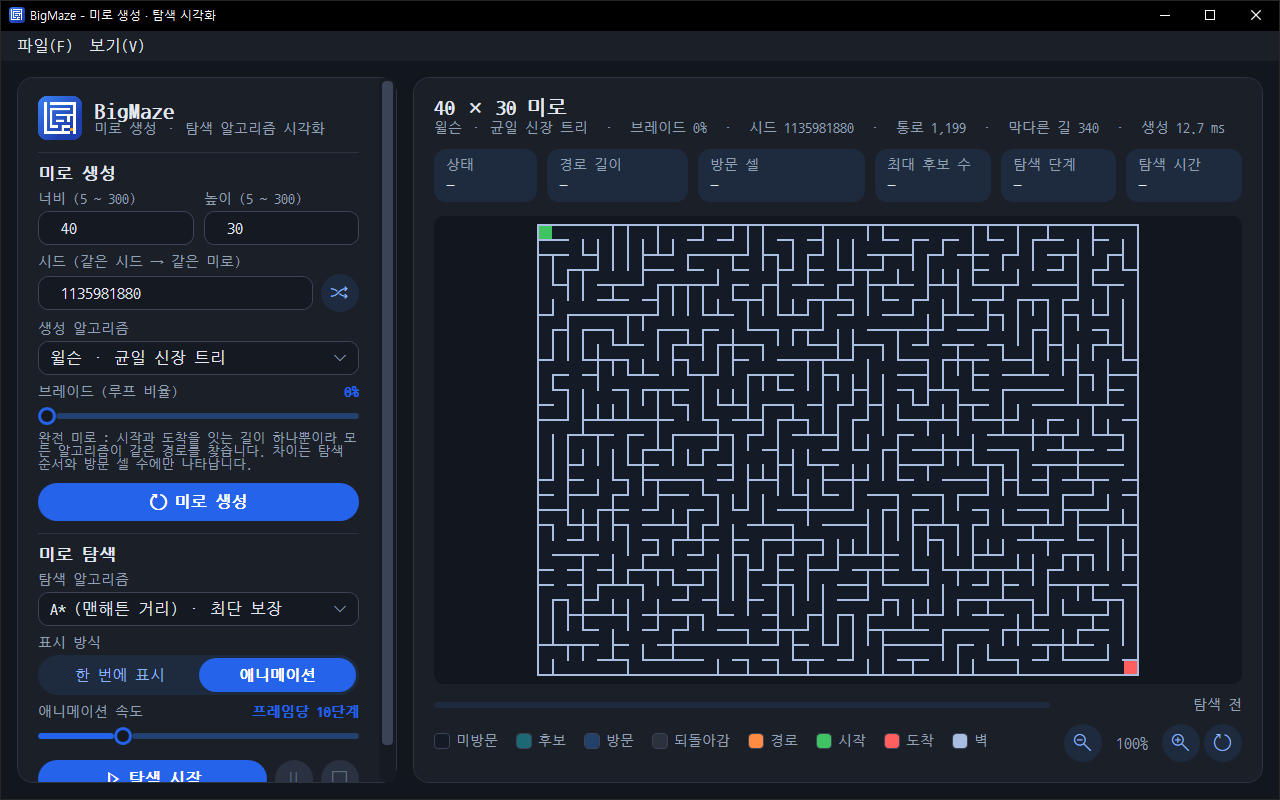 BigMaze - 미로 생성 · 탐색 시각화
파일(F) 보기(V)
BigMaze
미로 생성 · 탐색 알고리즘 시각화
미로 생성
너비 (5 ~ 300) 높이 (5 ~ 300)
40 30
시드 (같은 시드 → 같은 미로)
1135981880
생성 알고리즘
윌슨 · 균일 신장 트리
브레이드 (루프 비율) 0%
완전 미로 : 시작과 도착을 잇는 길이 하나뿐이라 모
든 알고리즘이 같은 경로를 찾습니다. 차이는 탐색
순서와 방문 셀 수에만 나타납니다.
미로 생성
미로 탐색
탐색 알고리즘
A* (맨해튼 거리) · 최단 보장
표시 방식
한 번에 표시 애니메이션
애니메이션 속도 프레임당 10단계
탐색 시작
40 × 30 미로
윌슨 · 균일 신장 트리 · 브레이드 0% · 시드 1135981880 · 통로 1,199 · 막다른 길 340 · 생성 12.7 ms
상태 경로 길이 방문 셀 최대 후보 수 탐색 단계 탐색 시간
– – – – – –
탐색 전
미방문 후보 방문 되돌아감 경로 시작 도착 벽 100%